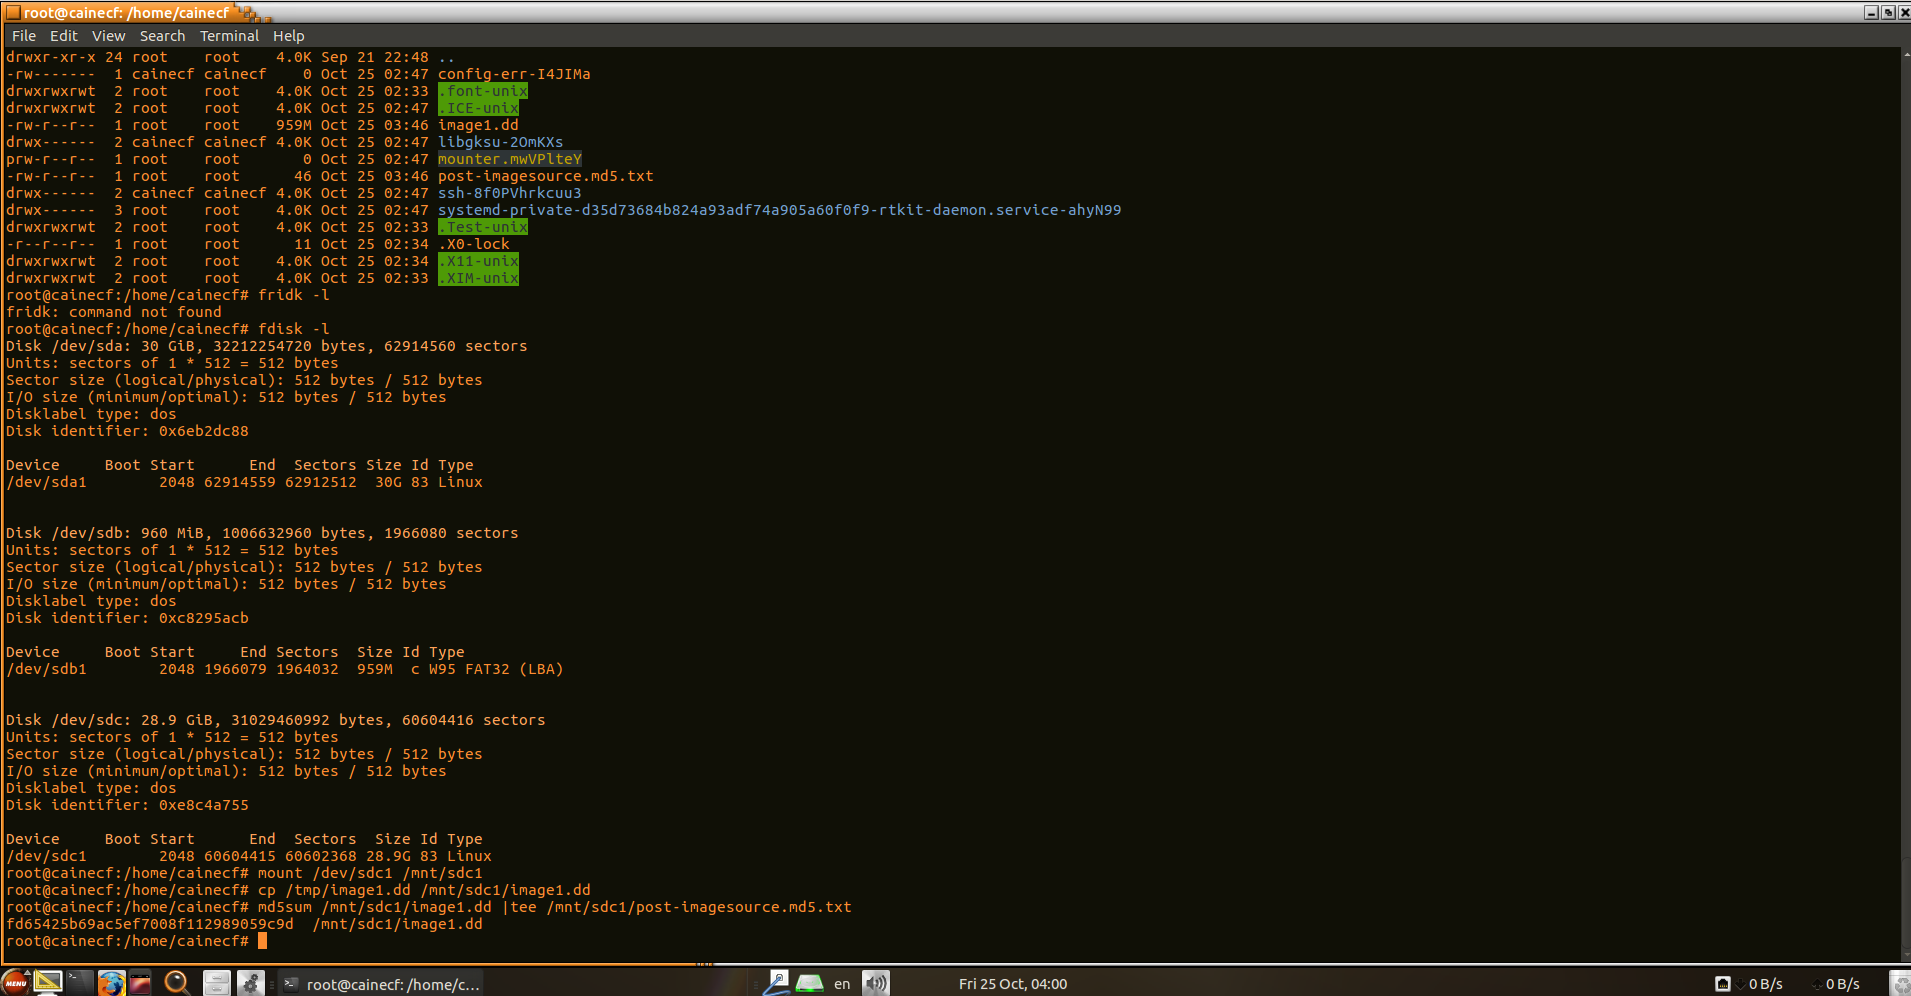 root@cainecf: /home/cainecf
File Edit View Search Terminal Help
drwxr-xr-x 24 root    root    4.0K Sep 21 22:48 ..
-rw-------  1 cainecf cainecf    0 Oct 25 02:47 config-err-I4JIMa
drwxrwxrwt  2 root    root    4.0K Oct 25 02:33 .font-unix
drwxrwxrwt  2 root    root    4.0K Oct 25 02:47 .ICE-unix
-rw-r--r--  1 root    root    959M Oct 25 03:46 image1.dd
drwx------  2 cainecf cainecf 4.0K Oct 25 02:47 libgksu-2OmKXs
prw-r--r--  1 root    root       0 Oct 25 02:47 mounter.mwVPlteY
-rw-r--r--  1 root    root      46 Oct 25 03:46 post-imagesource.md5.txt
drwx------  2 cainecf cainecf 4.0K Oct 25 02:47 ssh-8f0PVhrkcuu3
drwx------  3 root    root    4.0K Oct 25 02:47 systemd-private-d35d73684b824a93adf74a905a60f0f9-rtkit-daemon.service-ahyN99
drwxrwxrwt  2 root    root    4.0K Oct 25 02:33 .Test-unix
-r--r--r--  1 root    root      11 Oct 25 02:34 .X0-lock
drwxrwxrwt  2 root    root    4.0K Oct 25 02:34 .X11-unix
drwxrwxrwt  2 root    root    4.0K Oct 25 02:33 .XIM-unix
root@cainecf:/home/cainecf# fridk -l
fridk: command not found
root@cainecf:/home/cainecf# fdisk -l
Disk /dev/sda: 30 GiB, 32212254720 bytes, 62914560 sectors
Units: sectors of 1 * 512 = 512 bytes
Sector size (logical/physical): 512 bytes / 512 bytes
I/O size (minimum/optimal): 512 bytes / 512 bytes
Disklabel type: dos
Disk identifier: 0x6eb2dc88
Device     Boot Start      End  Sectors Size Id Type
/dev/sda1        2048 62914559 62912512  30G 83 Linux
Disk /dev/sdb: 960 MiB, 1006632960 bytes, 1966080 sectors
Units: sectors of 1 * 512 = 512 bytes
Sector size (logical/physical): 512 bytes / 512 bytes
I/O size (minimum/optimal): 512 bytes / 512 bytes
Disklabel type: dos
Disk identifier: 0xc8295acb
Device     Boot Start     End Sectors  Size Id Type
/dev/sdb1        2048 1966079 1964032  959M  c W95 FAT32 (LBA)
Disk /dev/sdc: 28.9 GiB, 31029460992 bytes, 60604416 sectors
Units: sectors of 1 * 512 = 512 bytes
Sector size (logical/physical): 512 bytes / 512 bytes
I/O size (minimum/optimal): 512 bytes / 512 bytes
Disklabel type: dos
Disk identifier: 0xe8c4a755
Device     Boot Start      End  Sectors  Size Id Type
/dev/sdc1        2048 60604415 60602368 28.9G 83 Linux
root@cainecf:/home/cainecf# mount /dev/sdc1 /mnt/sdc1
root@cainecf:/home/cainecf# cp /tmp/image1.dd /mnt/sdc1/image1.dd
root@cainecf:/home/cainecf# md5sum /mnt/sdc1/image1.dd |tee /mnt/sdc1/post-imagesource.md5.txt
fd65425b69ac5ef7008f112989059c9d  /mnt/sdc1/image1.dd
root@cainecf:/home/cainecf#
MENU root@cainecf: /home/c... en Fri 25 Oct, 04:00 0 B/s 0 B/s